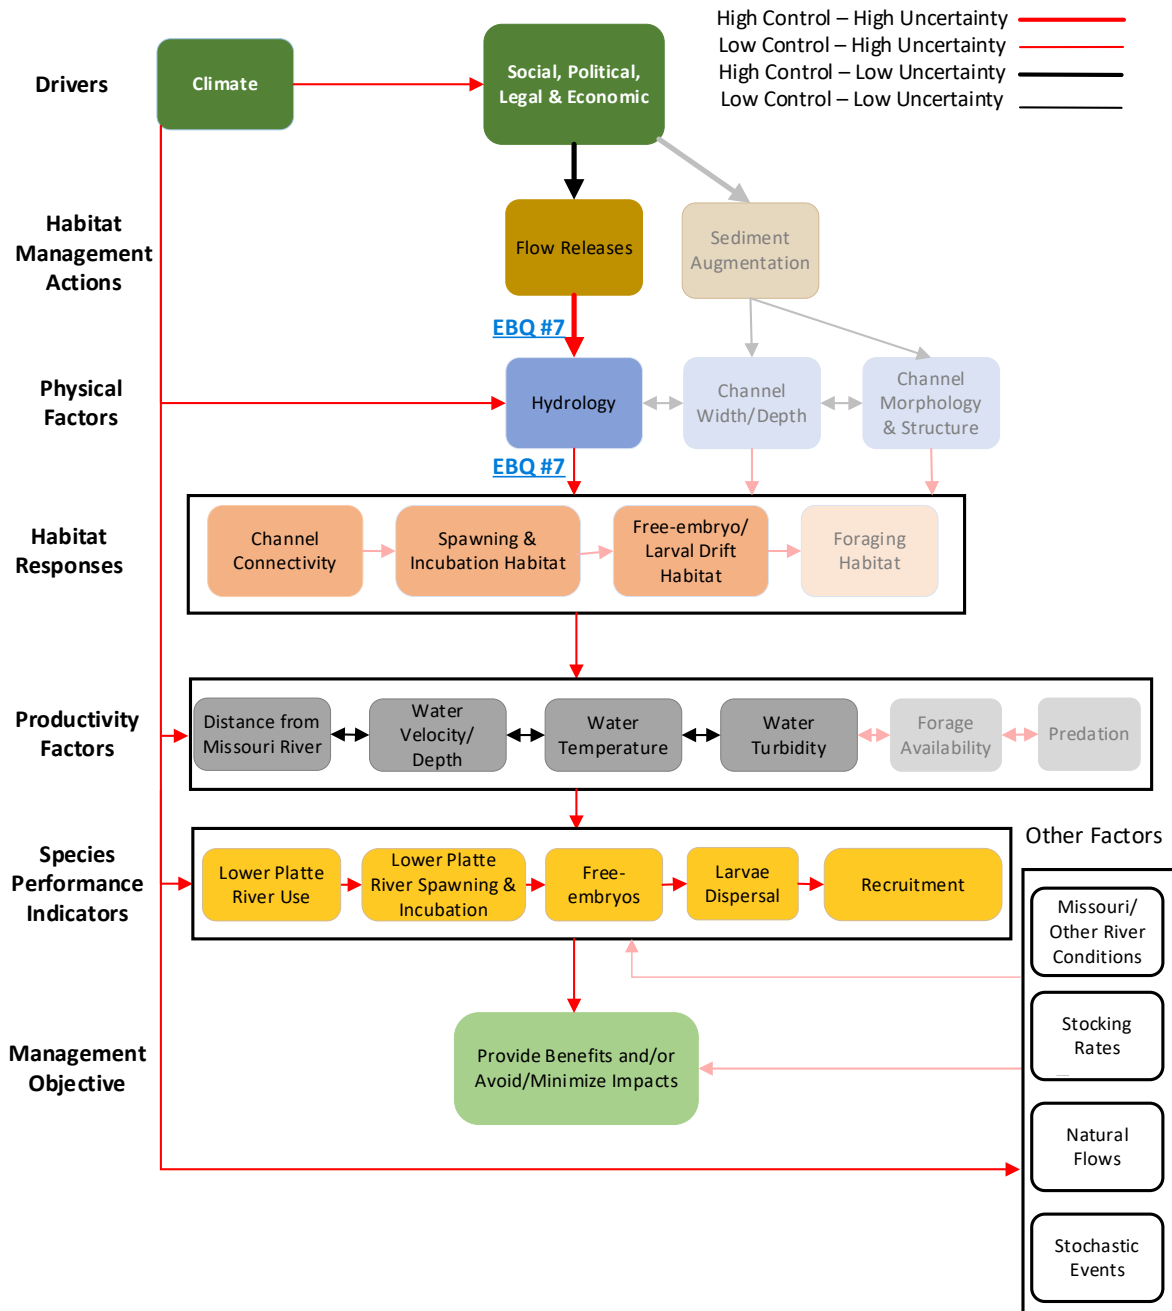 High Control – High Uncertainty
Low Control – High Uncertainty
High Control – Low Uncertainty
Low Control – Low Uncertainty
Drivers
Climate
Social, Political,
Legal & Economic
Habitat
Management
Actions
Flow Releases
Sediment
Augmentation
EBQ #7
Physical
Factors
Hydrology
Channel
Width/Depth
Channel
Morphology
& Structure
EBQ #7
Habitat
Responses
Channel
Connectivity
Spawning &
Incubation Habitat
Free-embryo/
Larval Drift
Habitat
Foraging
Habitat
Productivity
Factors
Distance from
Missouri River
Water
Velocity/
Depth
Water
Temperature
Water
Turbidity
Forage
Availability
Predation
Species
Performance
Indicators
Lower Platte
River Use
Lower Platte
River Spawning &
Incubation
Free-
embryos
Larvae
Dispersal
Recruitment
Other Factors
Missouri/
Other River
Conditions
Stocking
Rates
Natural
Flows
Stochastic
Events
Management
Objective
Provide Benefits and/or
Avoid/Minimize Impacts